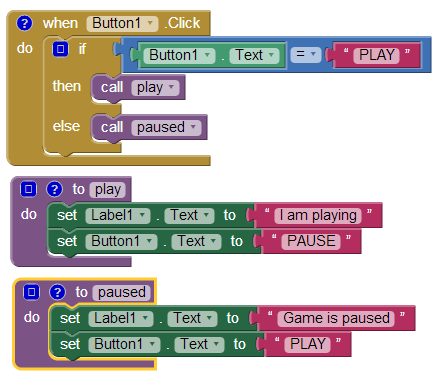 ? when Button1 .Click
do if Button1 . Text = " PLAY "
then call play
else call paused
? to play
do set Label1 . Text to " I am playing "
set Button1 . Text to " PAUSE "
? to paused
do set Label1 . Text to " Game is paused "
set Button1 . Text to " PLAY "